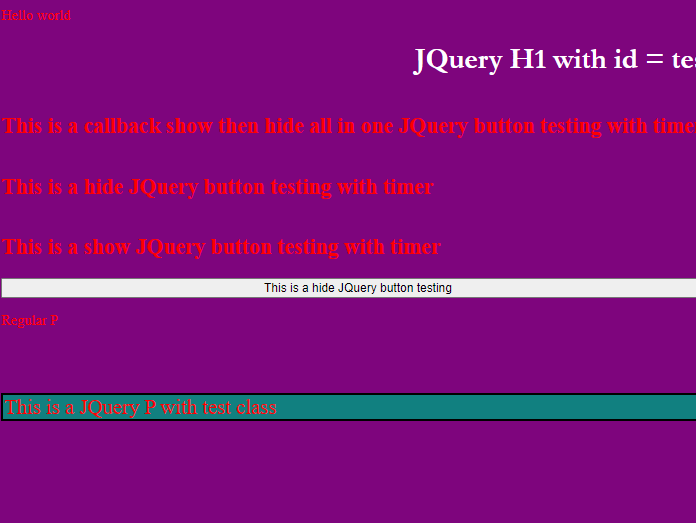 Hello world
JQuery H1 with id = tes
This is a callback show then hide all in one JQuery button testing with time
This is a hide JQuery button testing with timer
This is a show JQuery button testing with timer
This is a hide JQuery button testing
Regular P
This is a JQuery P with test class